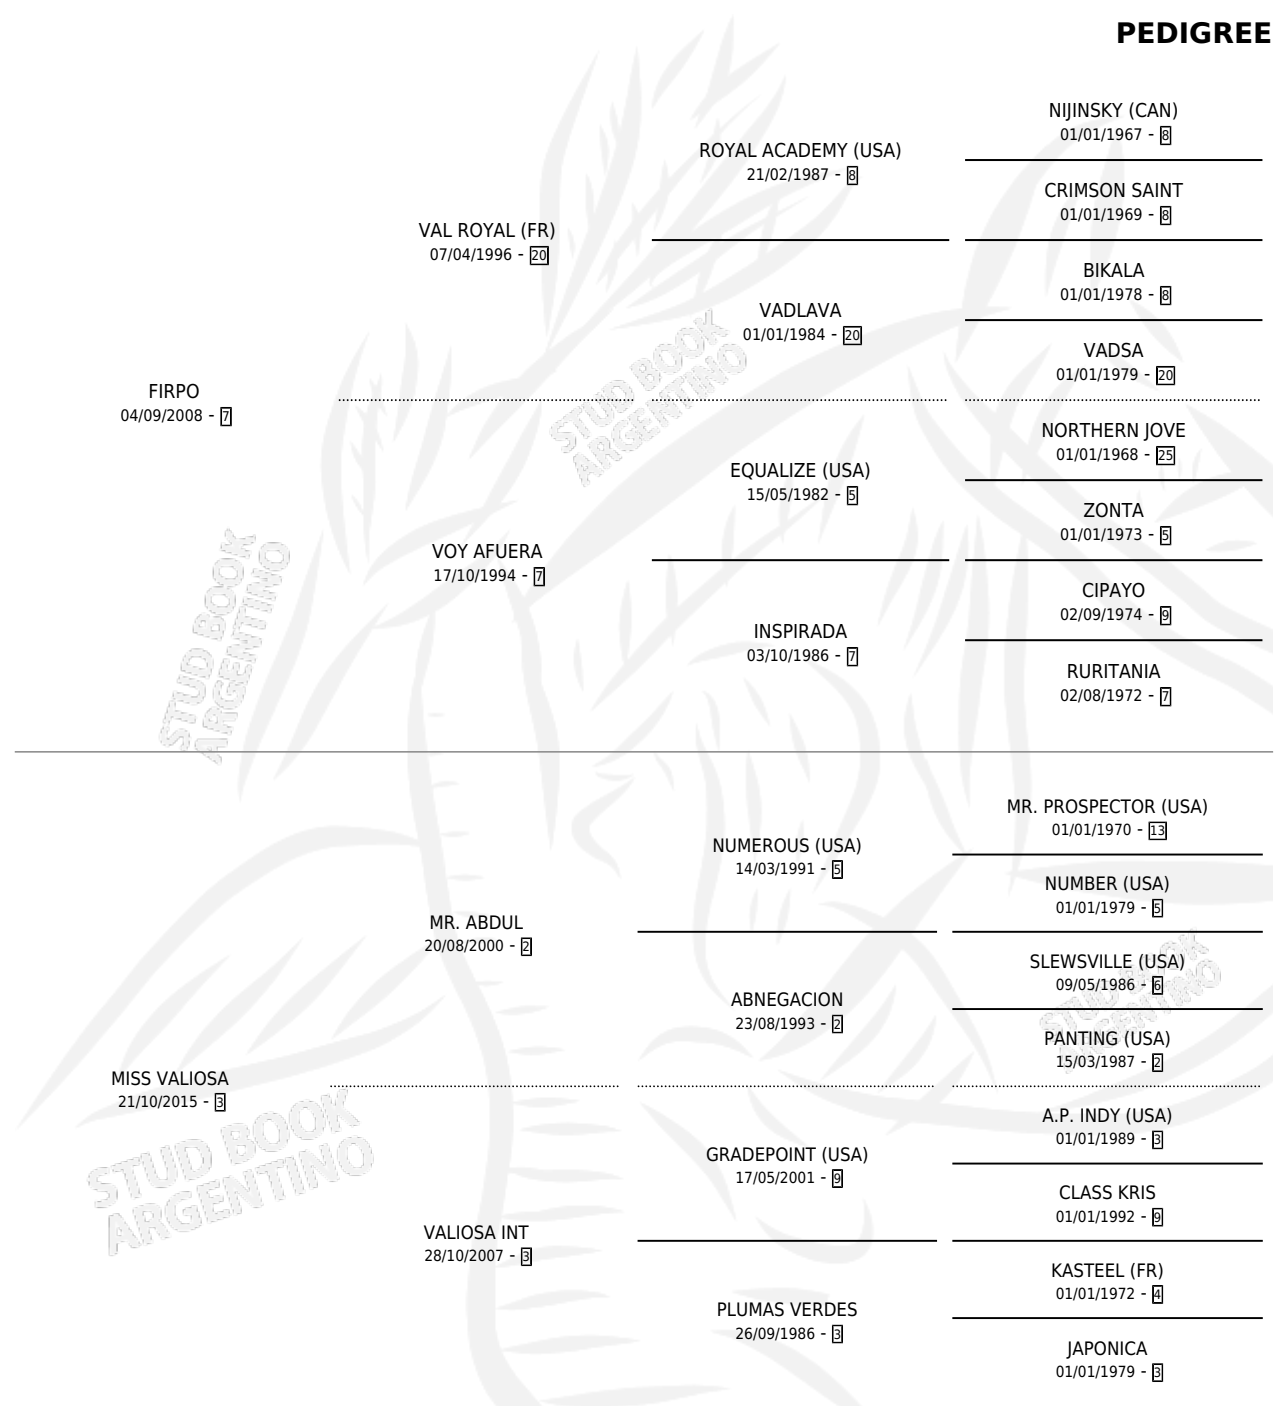 PEDIGREE
NIJINSKY (CAN)
01/01/1967 - 8
ROYAL ACADEMY (USA)
21/02/1987 - 8
CRIMSON SAINT
01/01/1969 - 8
VAL ROYAL (FR)
07/04/1996 - 20
BIKALA
01/01/1978 - 8
VADLAVA
01/01/1984 - 20
VADSA
01/01/1979 - 20
FIRPO
04/09/2008 - 7
NORTHERN JOVE
01/01/1968 - 25
EQUALIZE (USA)
15/05/1982 - 5
ZONTA
01/01/1973 - 5
VOY AFUERA
17/10/1994 - 7
CIPAYO
02/09/1974 - 9
INSPIRADA
03/10/1986 - 7
RURITANIA
02/08/1972 - 7
MR. PROSPECTOR (USA)
01/01/1970 - 13
NUMEROUS (USA)
14/03/1991 - 5
NUMBER (USA)
01/01/1979 - 5
MR. ABDUL
20/08/2000 - 2
SLEWSVILLE (USA)
09/05/1986 - 6
ABNEGACION
23/08/1993 - 2
PANTING (USA)
15/03/1987 - 2
MISS VALIOSA
21/10/2015 - 3
A.P. INDY (USA)
01/01/1989 - 3
GRADEPOINT (USA)
17/05/2001 - 9
CLASS KRIS
01/01/1992 - 9
VALIOSA INT
28/10/2007 - 3
KASTEEL (FR)
01/01/1972 - 4
PLUMAS VERDES
26/09/1986 - 3
JAPONICA
01/01/1979 - 3
STUD BOOK
ARGENTINO
STUD BOOK
ARGENTINO
STUD BOOK
ARGENTINO
STUD BOOK
ARGENTINO